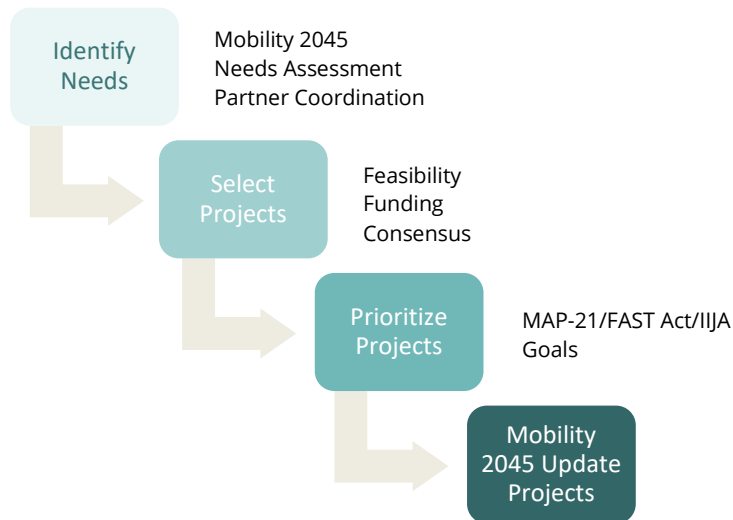 Identify
Needs
Mobility 2045
Needs Assessment
Partner Coordination
Select
Projects
Feasibility
Funding
Consensus
Prioritize
Projects
MAP-21/FAST Act/IIJA
Goals
Mobility
2045 Update
Projects